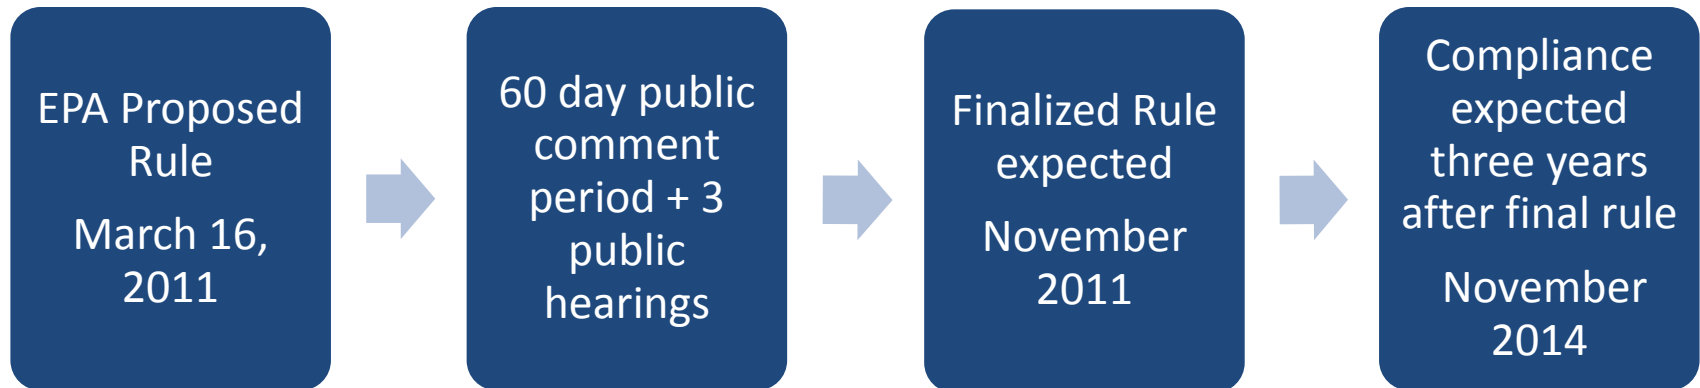 EPA Proposed
Rule
March 16,
2011
60 day public
comment
period + 3
public
hearings
Finalized Rule
expected
November
2011
Compliance
expected
three years
after final rule
November
2014